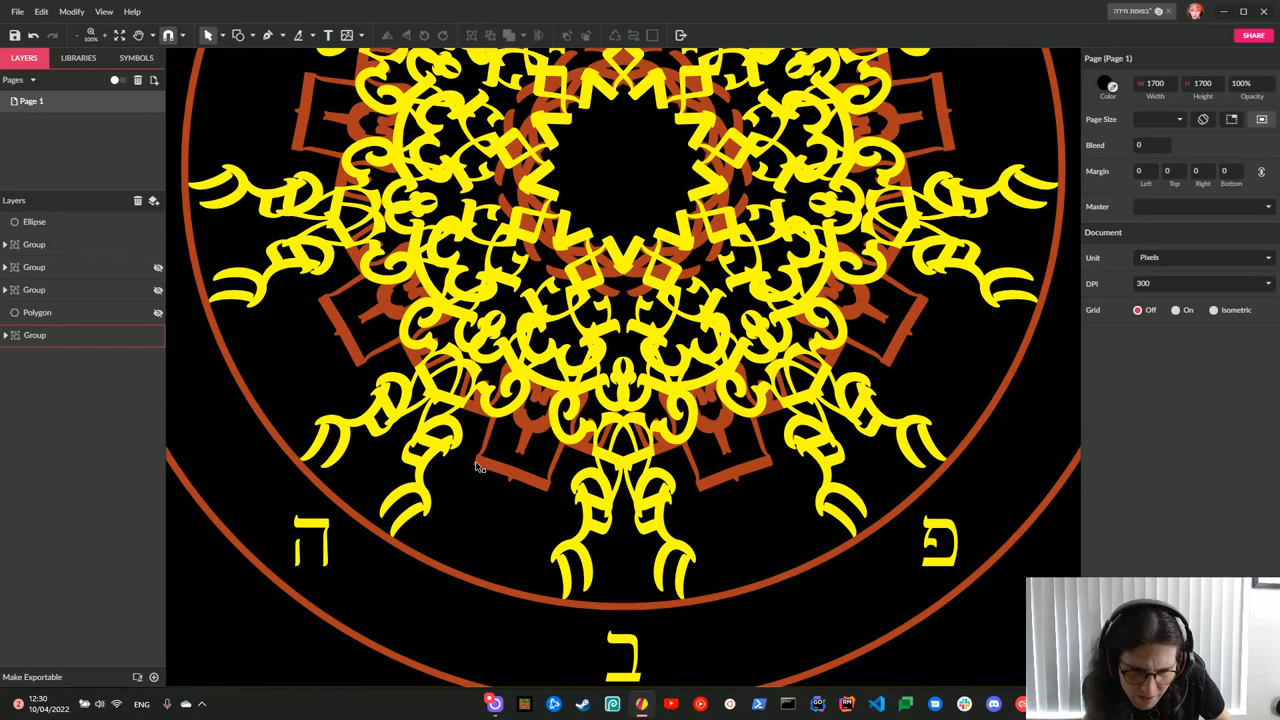 File Edit Modify View Help
בפומת חידה"
100%
SHARE
LAYERS LIBRARIES SYMBOLS
Pages
Page 1
Layers
Ellipse
Group
Group
Group
Polygon
Group
Make Exportable
Page (Page 1)
W 1700 H 1700 100%
Color Width Height Opacity
Page Size
Bleed 0
Margin 0 0 0 0
Left Top Right Bottom
Master
Document
Unit Pixels
DPI 300
Grid Off On Isometric
ה
פ
ב
12:30
10/04/2022
ENG